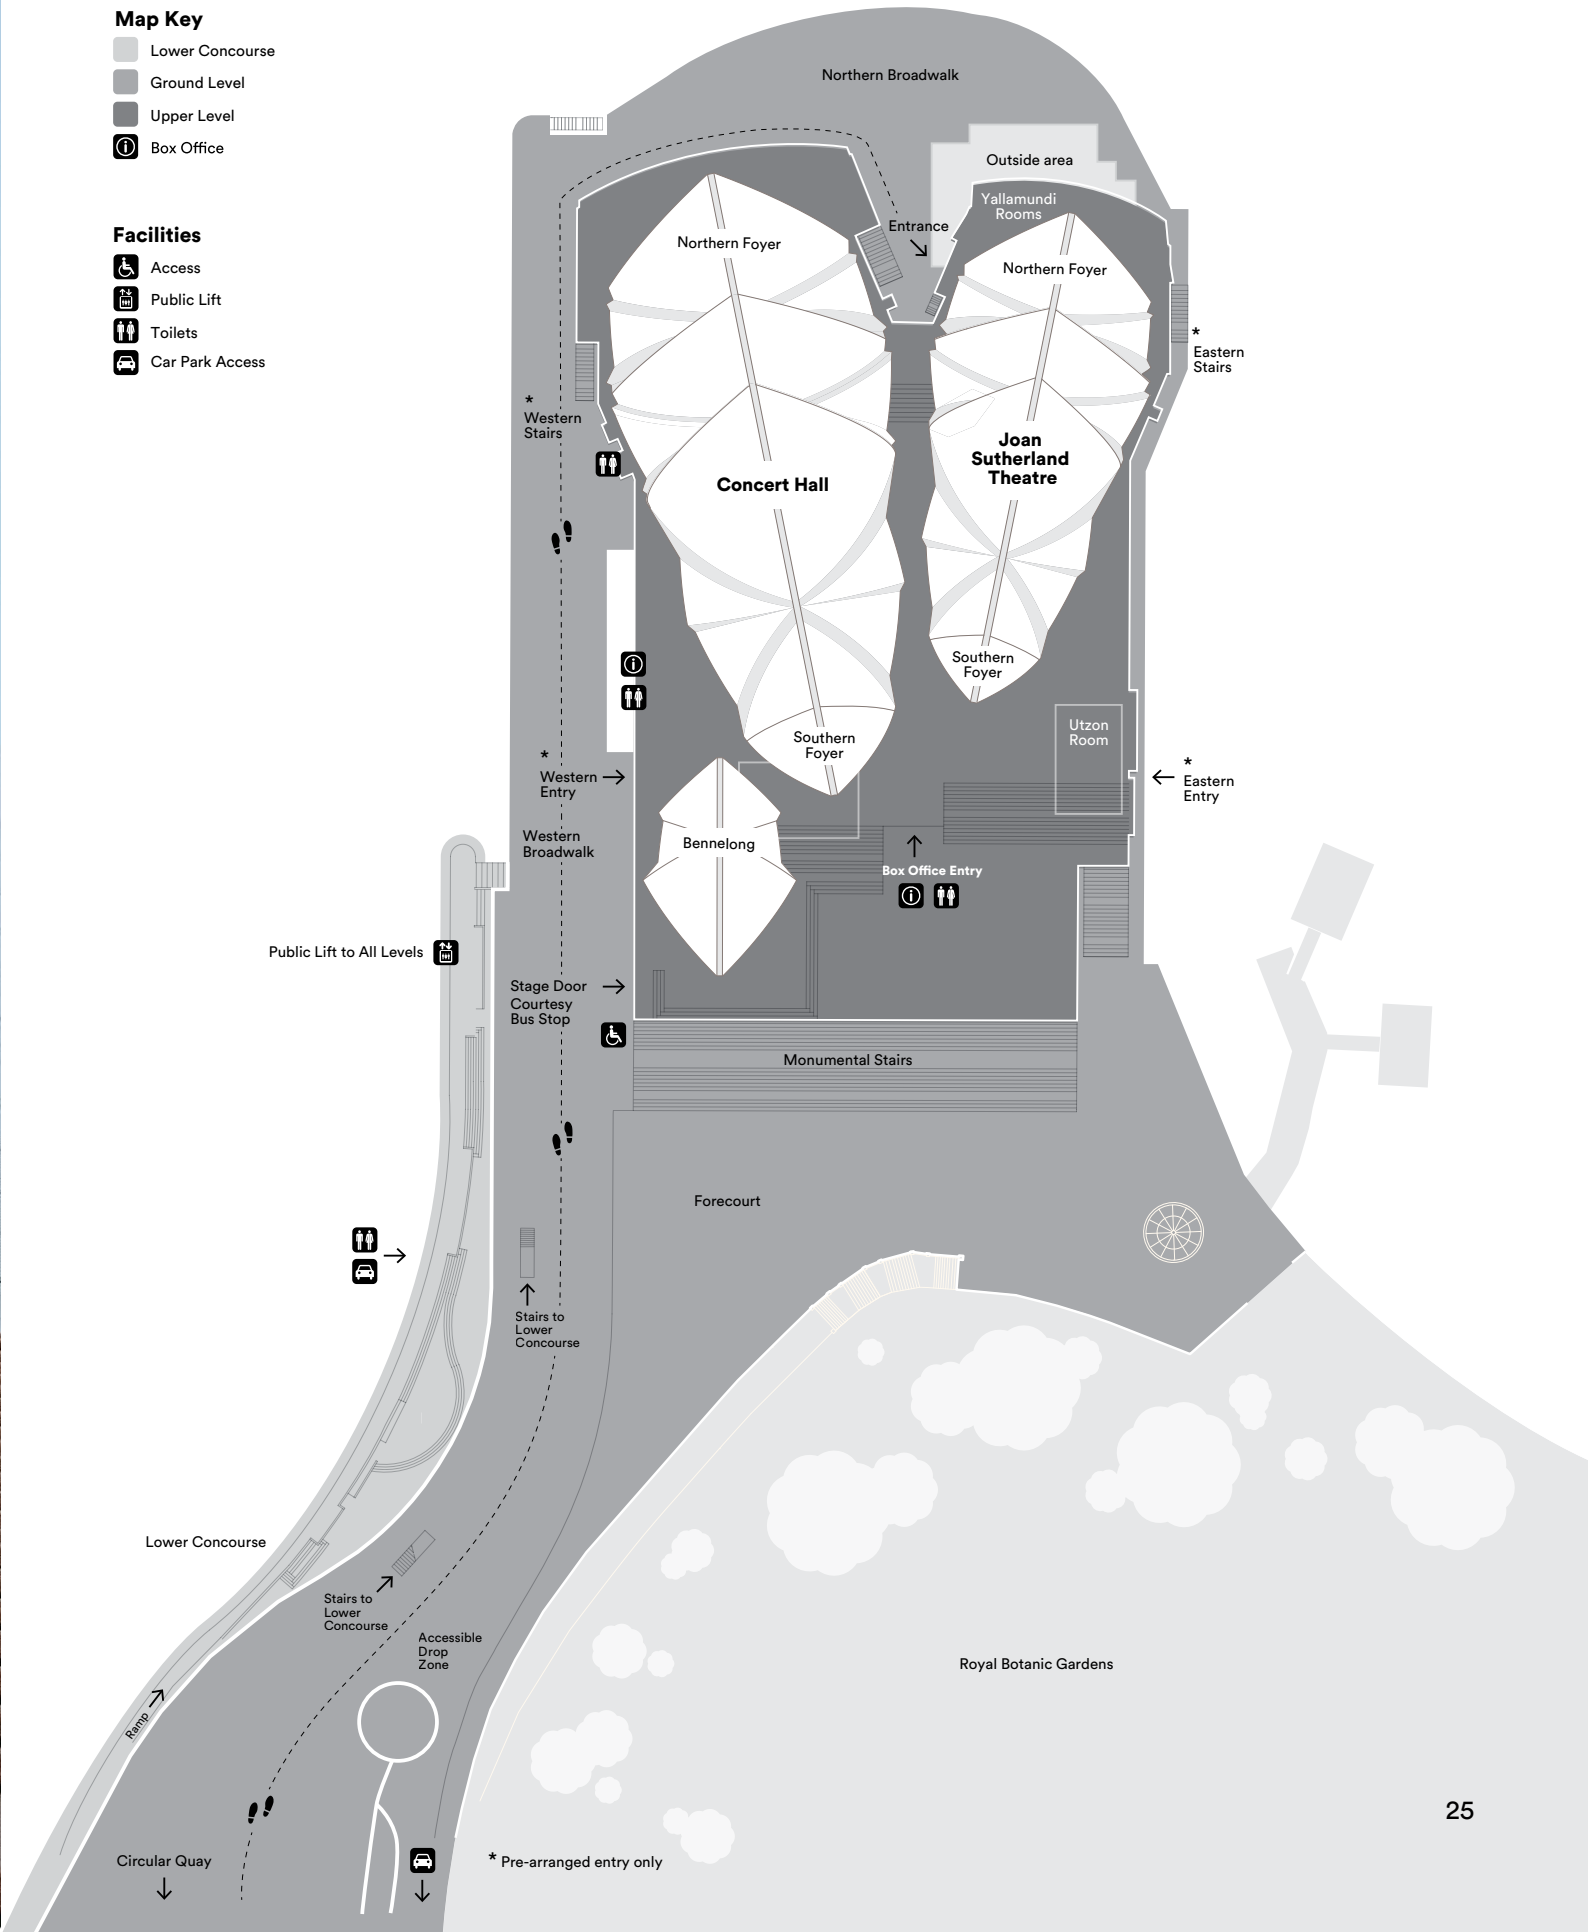 Map Key
Lower Concourse
Ground Level
Upper Level
Box Office
Facilities
Access
Public Lift
Toilets
Car Park Access
Northern Broadwalk
Outside area
Yallamundi
Rooms
Entrance
Northern Foyer
Northern Foyer
*
Eastern
Stairs
*
Western
Stairs
Concert Hall
Joan
Sutherland
Theatre
Southern
Foyer
Southern
Foyer
Utzon
Room
*
Western
Entry
*
Eastern
Entry
Western
Broadwalk
Bennelong
Box Office Entry
Public Lift to All Levels
Stage Door
Courtesy
Bus Stop
Monumental Stairs
Forecourt
Stairs to
Lower
Concourse
Lower Concourse
Stairs to
Lower
Concourse
Accessible
Drop
Zone
Royal Botanic Gardens
Ramp
25
Circular Quay
* Pre-arranged entry only